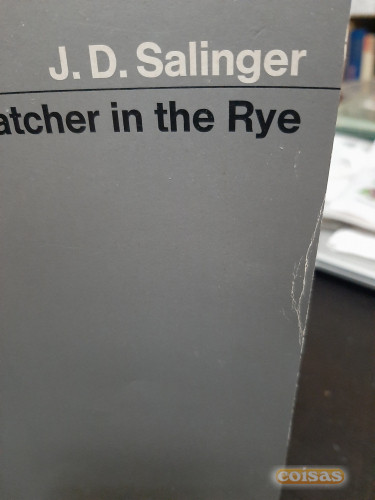 J. D. Salinger
atcher in the Rye
coisas